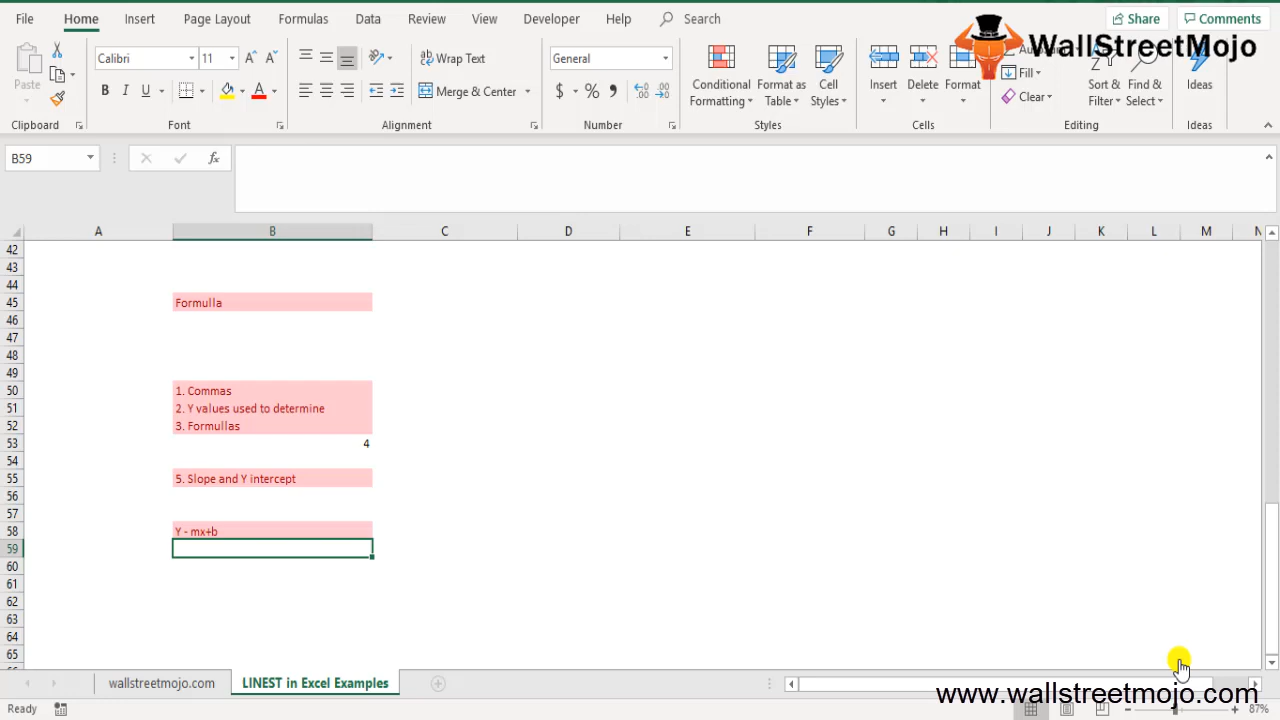 File Home Insert Page Layout Formulas Data Review View Developer Help Search Share Comments
WallStreetMojo
Calibri 11 Wrap Text General Fill
Paste B I U Merge & Center $ % Conditional Formatting Format as Table Cell Styles Insert Delete Format Clear Sort & Filter Find & Select Ideas
Clipboard Font Alignment Number Styles Cells Editing Ideas
B59 fx
A B C D E F G H I J K L M N
42
43
44
45 Formulla
46
47
48
49
50 1. Commas
51 2. Y values used to determine
52 3. Formullas
53 4
54
55 5. Slope and Y intercept
56
57
58 Y - mx+b
59
60
61
62
63
64
65
wallstreetmojo.com LINEST in Excel Examples
www.wallstreetmojo.com
Ready 87%